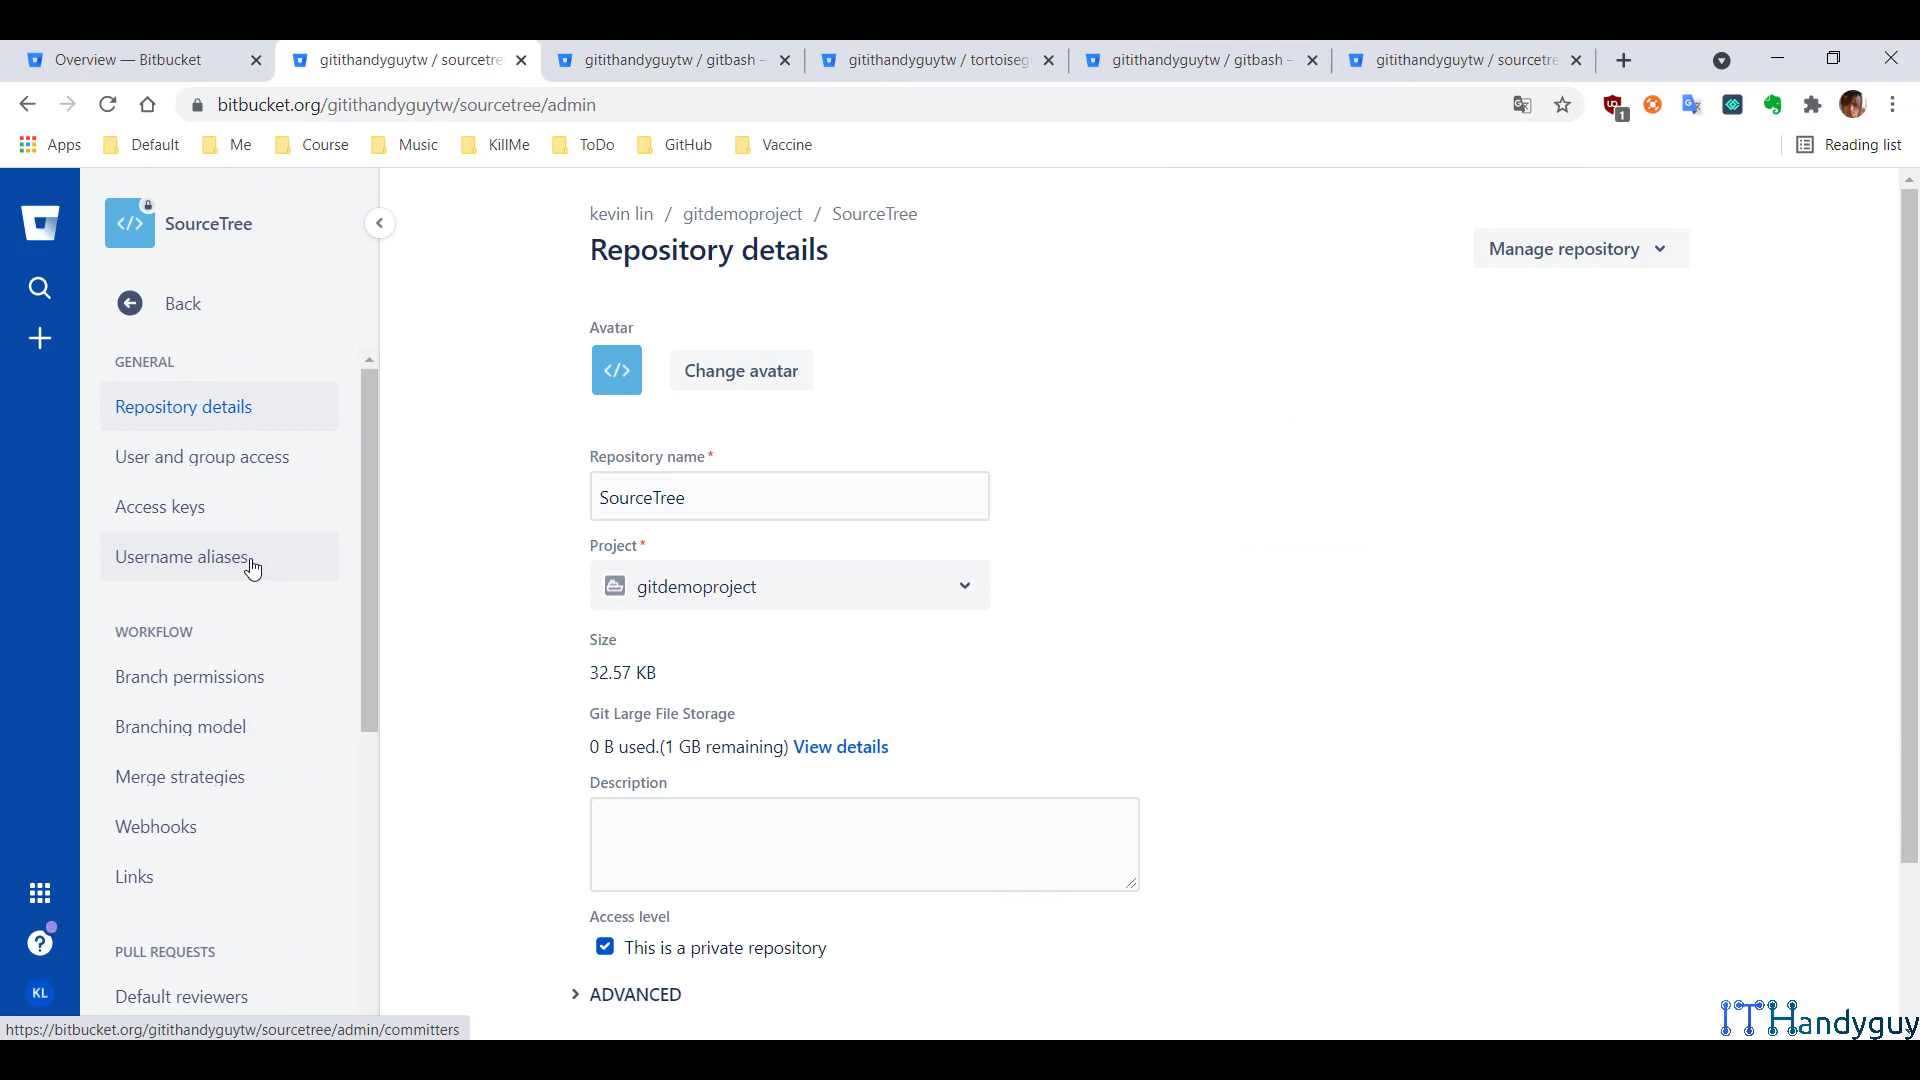 Overview — Bitbucket
gitithandyguytw / sourcetre
gitithandyguytw / gitbash –
gitithandyguytw / tortoiseg
gitithandyguytw / gitbash –
gitithandyguytw / sourcetre
bitbucket.org/gitithandyguytw/sourcetree/admin
1
Apps
Default
Me
Course
Music
KillMe
ToDo
GitHub
Vaccine
Reading list
SourceTree
Back
GENERAL
Repository details
User and group access
Access keys
Username aliases
WORKFLOW
Branch permissions
Branching model
Merge strategies
Webhooks
Links
PULL REQUESTS
Default reviewers
KL
https://bitbucket.org/gitithandyguytw/sourcetree/admin/committers
kevin lin / gitdemoproject / SourceTree
Repository details
Manage repository
Avatar
Change avatar
Repository name*
SourceTree
Project*
gitdemoproject
Size
32.57 KB
Git Large File Storage
0 B used.(1 GB remaining) View details
Description
Access level
This is a private repository
ADVANCED
ITHandyguy